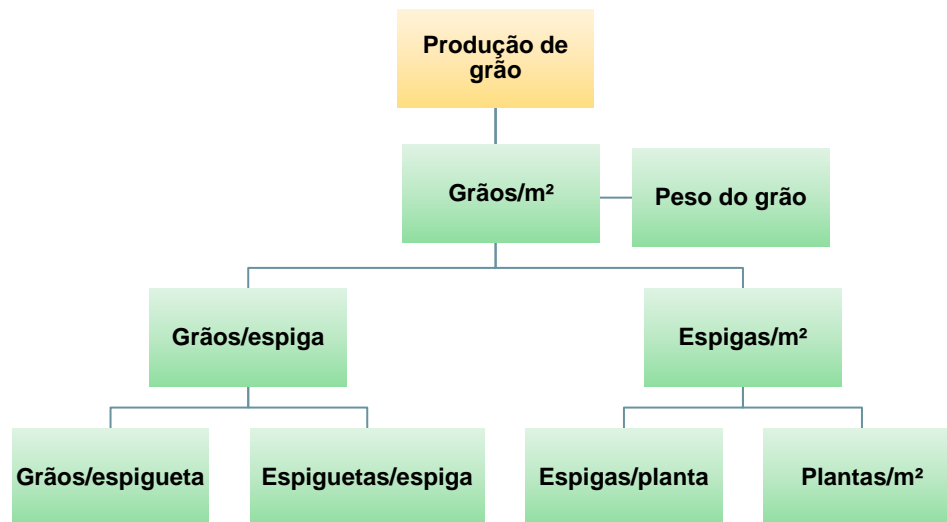 Produção de
grão
Grãos/m²
Peso do grão
Grãos/espiga
Espigas/m²
Grãos/espigueta
Espiguetas/espiga
Espigas/planta
Plantas/m²